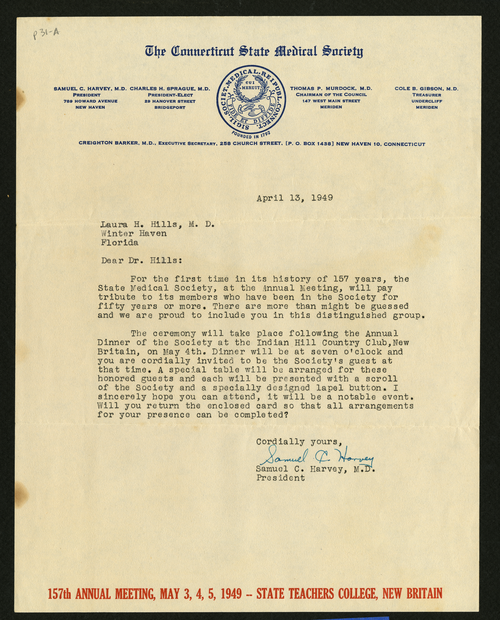 p31-A
The Connecticut State Medical Society
SAMUEL C. HARVEY, M.D.
PRESIDENT
789 HOWARD AVENUE
NEW HAVEN
CHARLES H. SPRAGUE, M.D.
PRESIDENT-ELECT
29 HANOVER STREET
BRIDGEPORT
FOUNDED IN 1792
THOMAS P. MURDOCK, M.D.
CHAIRMAN OF THE COUNCIL
147 WEST MAIN STREET
MERIDEN
COLE B. GIBSON, M.D.
TREASURER
UNDERCLIFF
MERIDEN
CREIGHTON BARKER, M.D., EXECUTIVE SECRETARY, 258 CHURCH STREET, [P. O. BOX 1438] NEW HAVEN 10, CONNECTICUT
April 13, 1949
Laura H. Hills, M. D.
Winter Haven
Florida
Dear Dr. Hills:
For the first time in its history of 157 years, the
State Medical Society, at the Annual Meeting, will pay
tribute to its members who have been in the Society for
fifty years or more. There are more than might be guessed
and we are proud to include you in this distinguished group.
The ceremony will take place following the Annual
Dinner of the Society at the Indian Hill Country Club,New
Britain, on May 4th. Dinner will be at seven o'clock and
you are cordially invited to be the Society's guest at
that time. A special table will be arranged for these
honored guests and each will be presented with a scroll
of the Society and a specially designed lapel button. I
sincerely hope you can attend, it will be a notable event.
Will you return the enclosed card so that all arrangements
for your presence can be completed?
Cordially yours,
Samuel C. Harvey
Samuel C. Harvey, M.D.
President
157th ANNUAL MEETING, MAY 3, 4, 5, 1949 – STATE TEACHERS COLLEGE, NEW BRITAIN